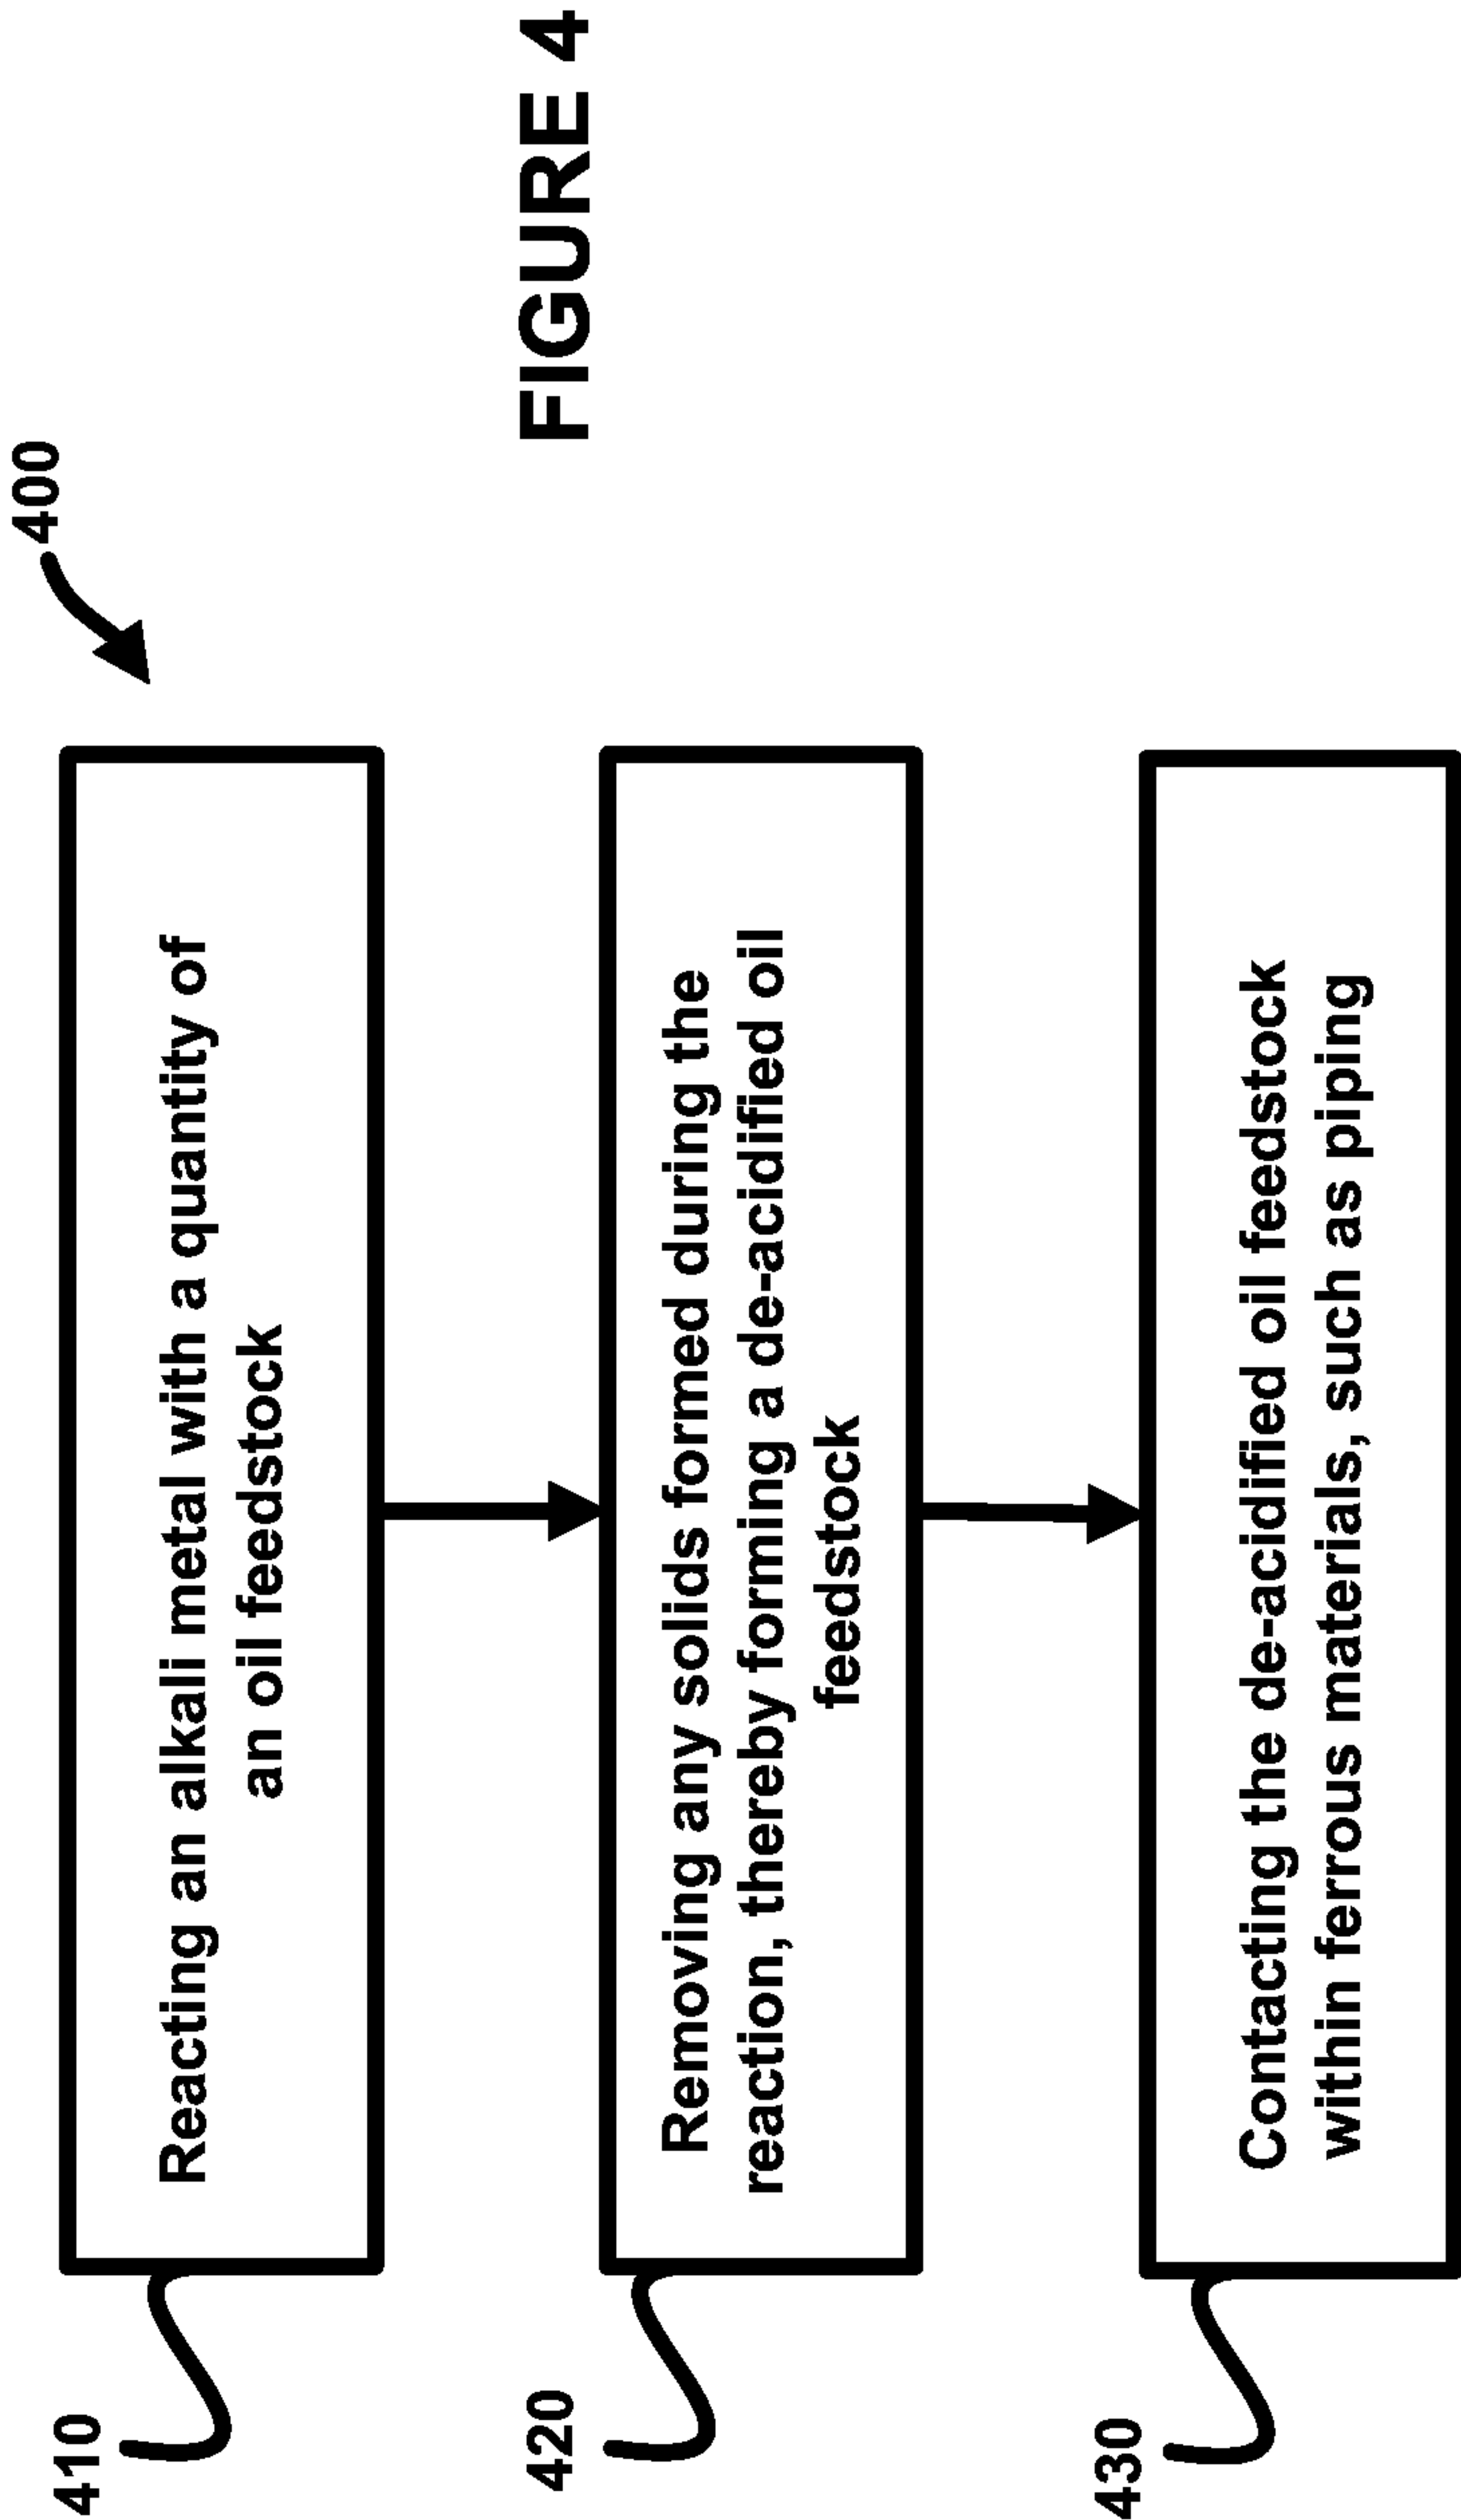 400
410
Reacting an alkali metal with a quantity of
an oil feedstock
420
Removing any solids formed during the
reaction, thereby forming a de-acidified oil
feedstock
430
Contacting the de-acidified oil feedstock
within ferrous materials, such as piping
FIGURE 4